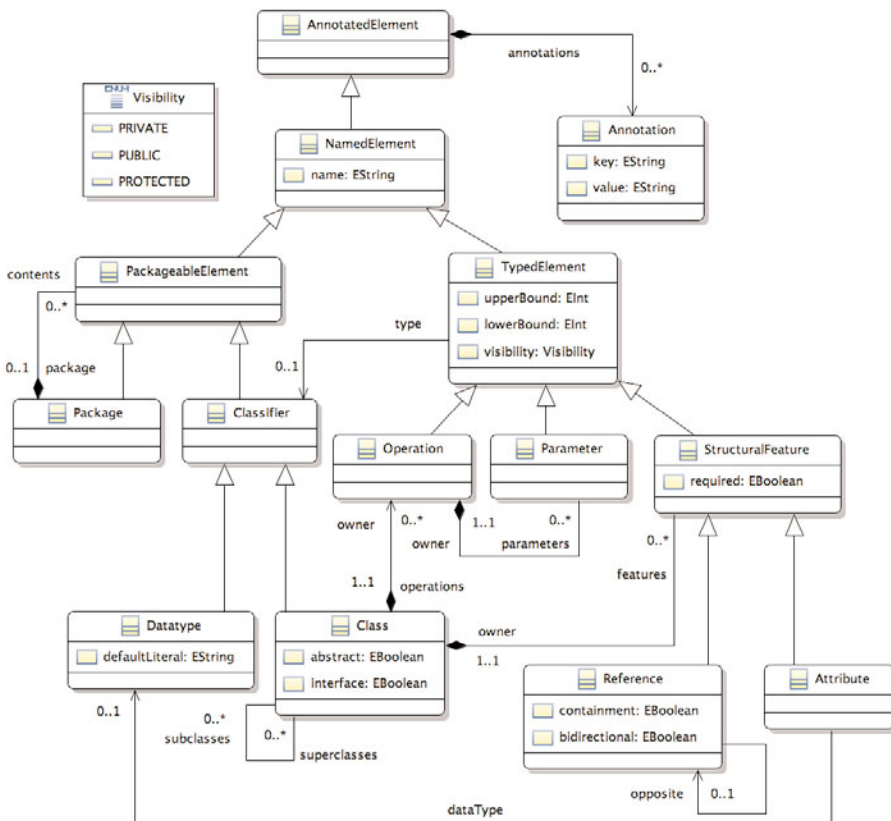 AnnotatedElement
annotations
0..*
ENUM
Visibility
PRIVATE
PUBLIC
PROTECTED
NamedElement
name: EString
Annotation
key: EString
value: EString
contents
PackageableElement
0..*
TypedElement
upperBound: EInt
lowerBound: EInt
visibility: Visibility
type
0..1
0..1
package
Package
Classifier
Operation
Parameter
StructuralFeature
required: EBoolean
owner
0..*
1..1
0..*
owner
parameters
0..*
features
1..1
operations
Datatype
defaultLiteral: EString
Class
abstract: EBoolean
interface: EBoolean
owner
1..1
Reference
containment: EBoolean
bidirectional: EBoolean
Attribute
0..1
0..*
subclasses
0..*
superclasses
opposite
0..1
dataType